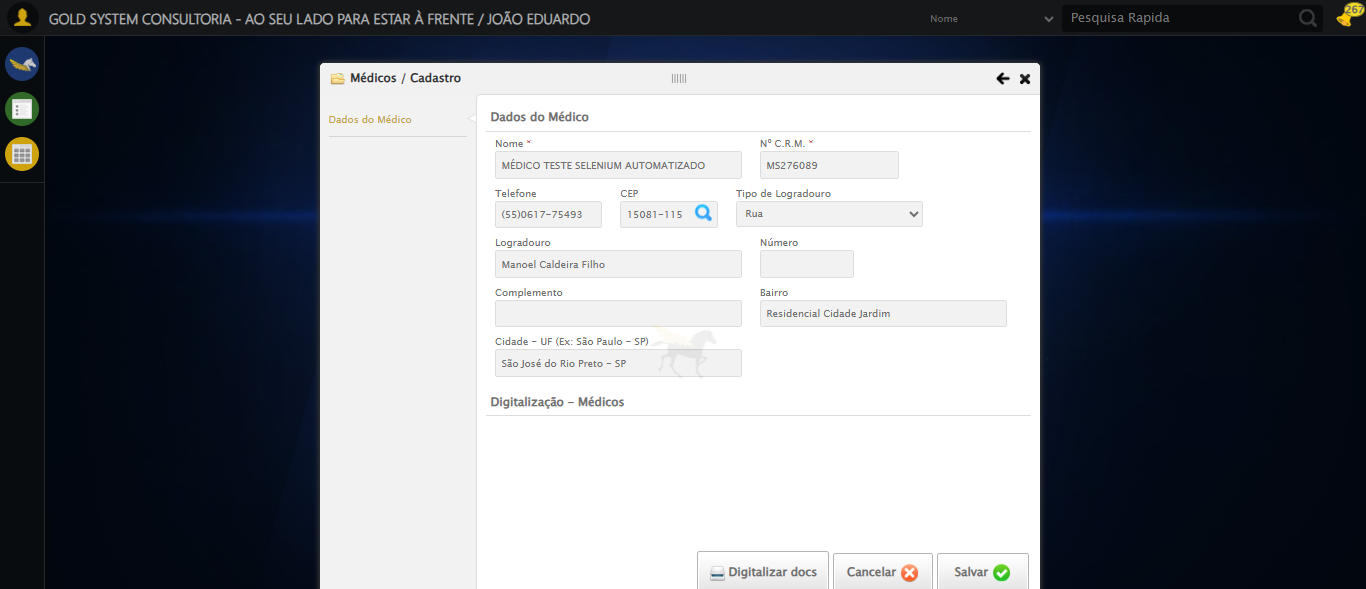 GOLD SYSTEM CONSULTORIA - AO SEU LADO PARA ESTAR À FRENTE / JOÃO EDUARDO
Nome
Pesquisa Rapida
267
Médicos / Cadastro
Dados do Médico
Dados do Médico
Nome *
Nº C.R.M. *
MÉDICO TESTE SELENIUM AUTOMATIZADO
MS276089
Telefone
CEP
Tipo de Logradouro
(55)0617-75493
15081-115
Rua
Logradouro
Número
Manoel Caldeira Filho
Complemento
Bairro
Residencial Cidade Jardim
Cidade - UF (Ex: São Paulo - SP)
São José do Rio Preto - SP
Digitalização - Médicos
Digitalizar docs
Cancelar
Salvar